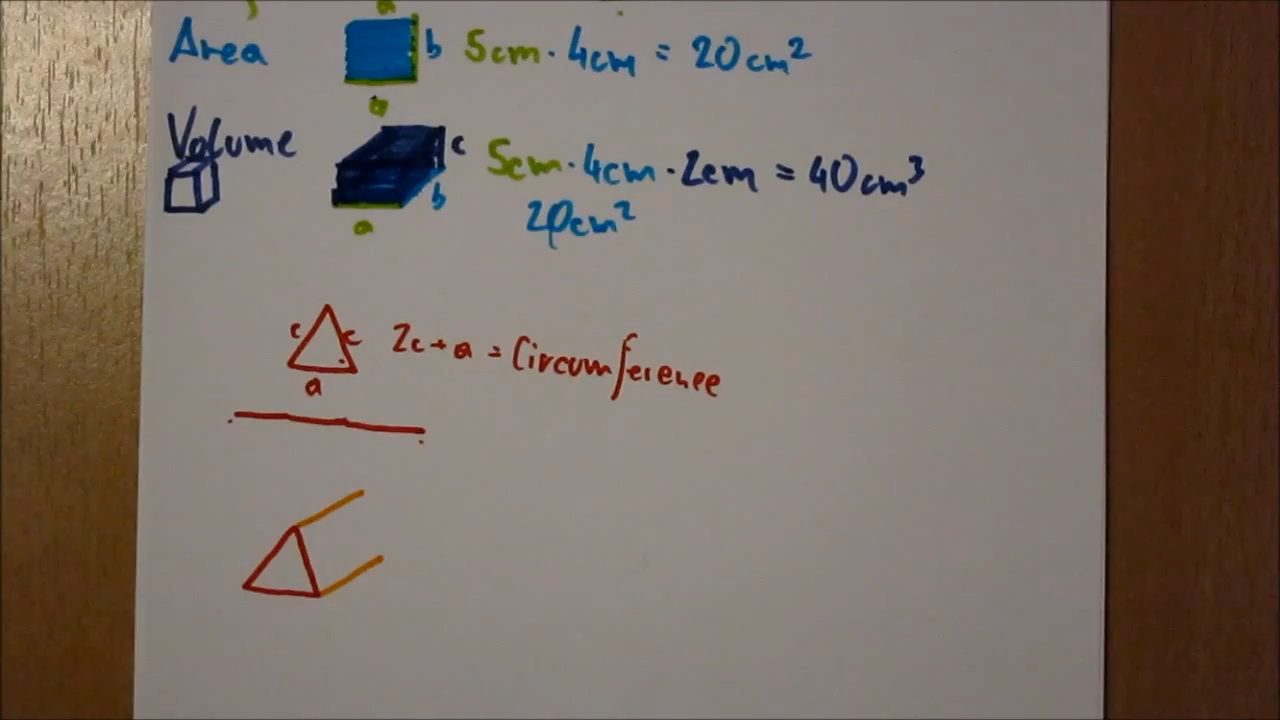 a
Area b 5cm · 4cm = 20cm²
a
Volume c 5cm · 4cm · 2cm = 40cm³
b 20cm²
a
c c 2c + a = Circumference
a